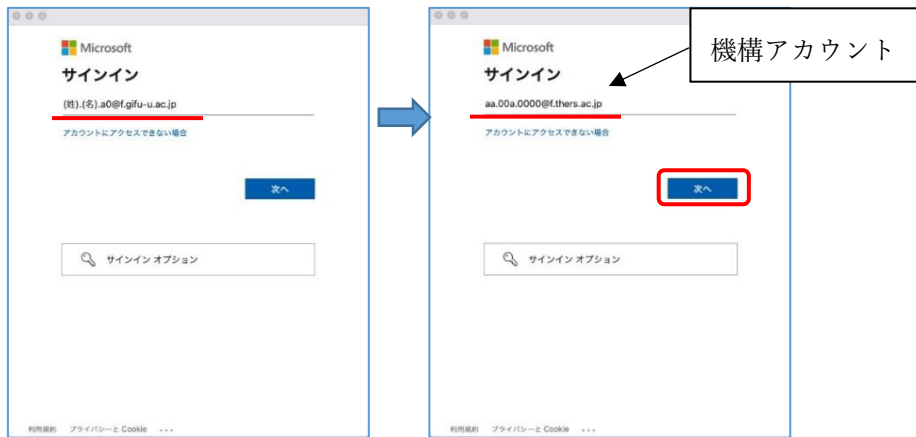 Microsoft
サインイン
(姓).(名).a0@f.gifu-u.ac.jp
アカウントにアクセスできない場合
次へ
サインイン オプション
利用規約 プライバシーと Cookie ...
Microsoft
サインイン
aa.00a.0000@f.thers.ac.jp
アカウントにアクセスできない場合
次へ
サインイン オプション
利用規約 プライバシーと Cookie ...
機構アカウント